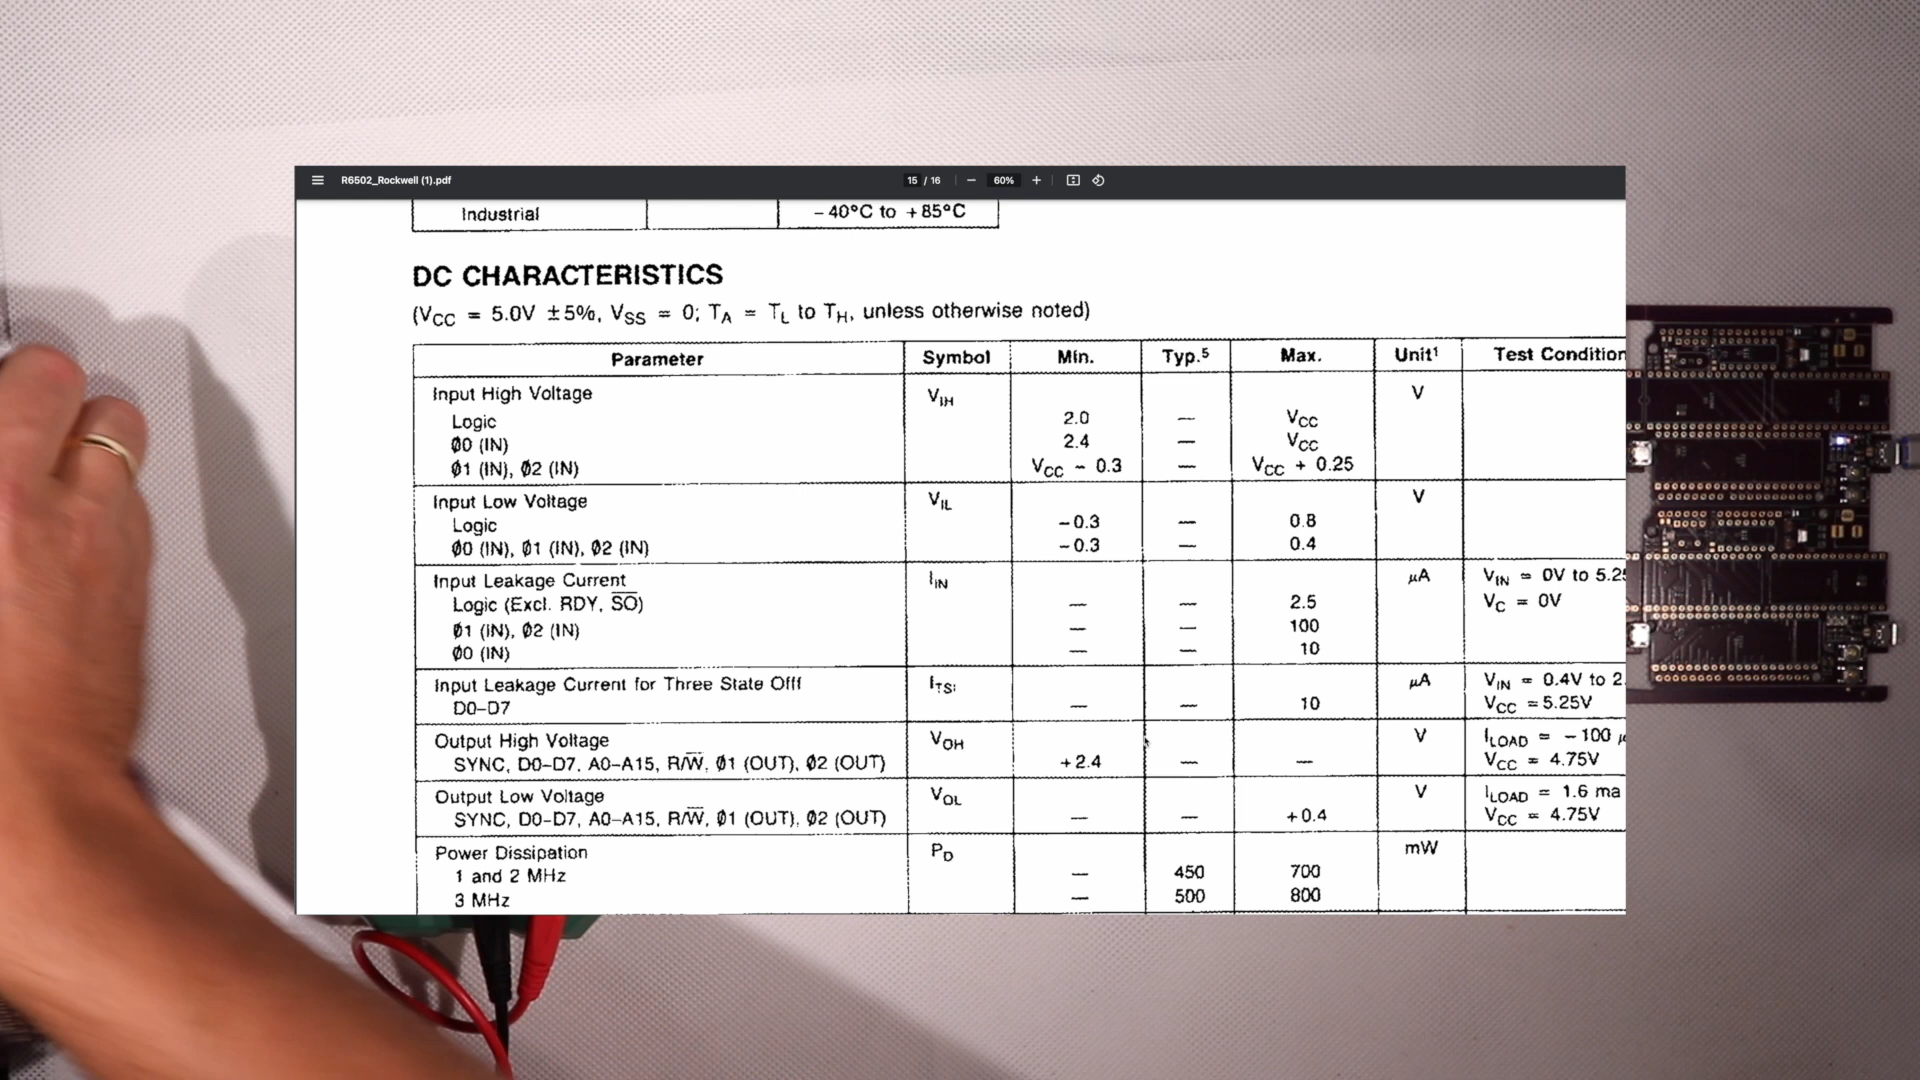 R6502_Rockwell (1).pdf 15 / 16 − 60% +
Industrial − 40°C to + 85°C
DC CHARACTERISTICS
(VCC = 5.0V ±5%, VSS = 0; TA = TL to TH, unless otherwise noted)
Parameter Symbol Min. Typ.5 Max. Unit1 Test Condition
Input High Voltage VIH V
Logic 2.0 — VCC
Ø0 (IN) 2.4 — VCC
Ø1 (IN), Ø2 (IN) VCC − 0.3 — VCC + 0.25
Input Low Voltage VIL V
Logic −0.3 — 0.8
Ø0 (IN), Ø1 (IN), Ø2 (IN) −0.3 — 0.4
Input Leakage Current IIN µA VIN = 0V to 5.25
Logic (Excl. RDY, S̅O̅) — — 2.5 VC = 0V
Ø1 (IN), Ø2 (IN) — — 100
Ø0 (IN) — — 10
Input Leakage Current for Three State Offf ITSI µA VIN = 0.4V to 2.
D0–D7 — — 10 VCC = 5.25V
Output High Voltage VOH V ILOAD = − 100 µ
SYNC, D0–D7, A0–A15, R/W̅, Ø1 (OUT), Ø2 (OUT) +2.4 — — VCC = 4.75V
Output Low Voltage VOL V ILOAD = 1.6 ma
SYNC, D0–D7, A0–A15, R/W̅, Ø1 (OUT), Ø2 (OUT) — — +0.4 VCC = 4.75V
Power Dissipation PD mW
1 and 2 MHz — 450 700
3 MHz — 500 800